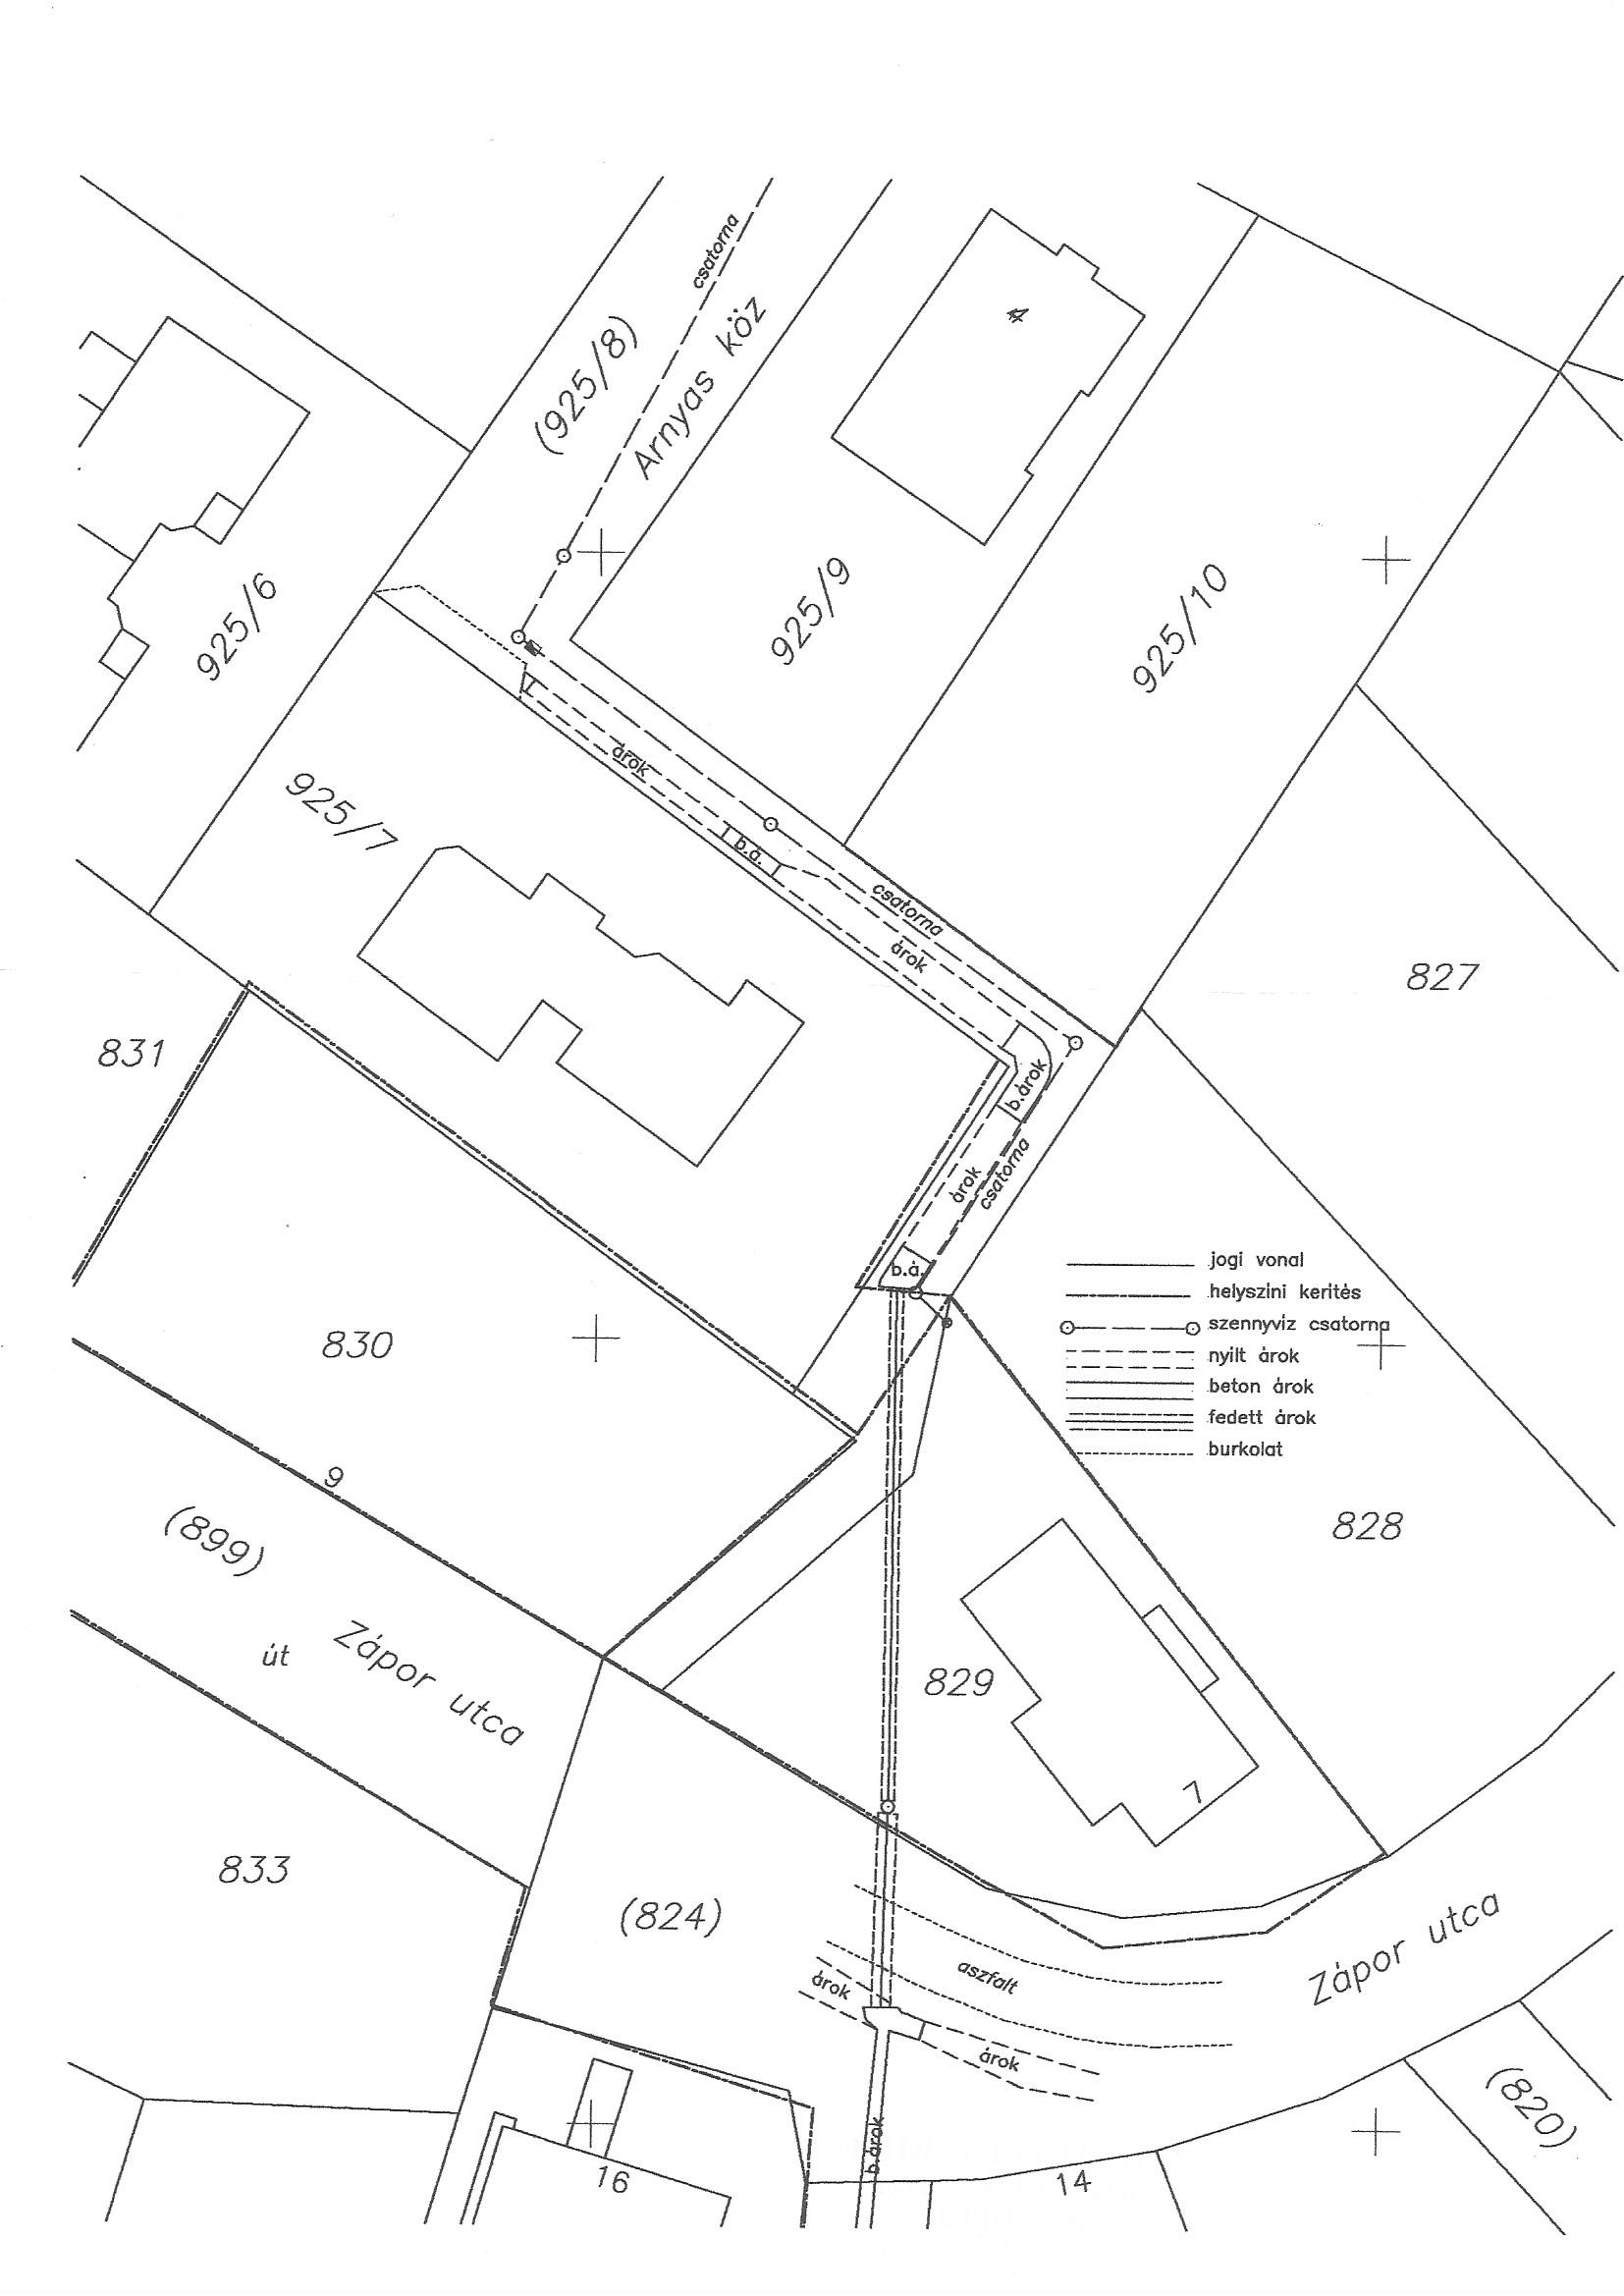 csatorna
(925/8)
Arnyas köz
4
925/9
925/10
925/6
árok
925/7
b.á.
csatorna
árok
827
831
b.árok
árok
csatorna
b.á.
jogi vonal
helyszíni kerítés
szennyvíz csatorna
nyílt árok
beton árok
fedett árok
burkolat
830
9
(899)
828
út
Zápor utca
829
7
833
(824)
Zápor utca
aszfalt
árok
árok
(820)
b.árok
16
14